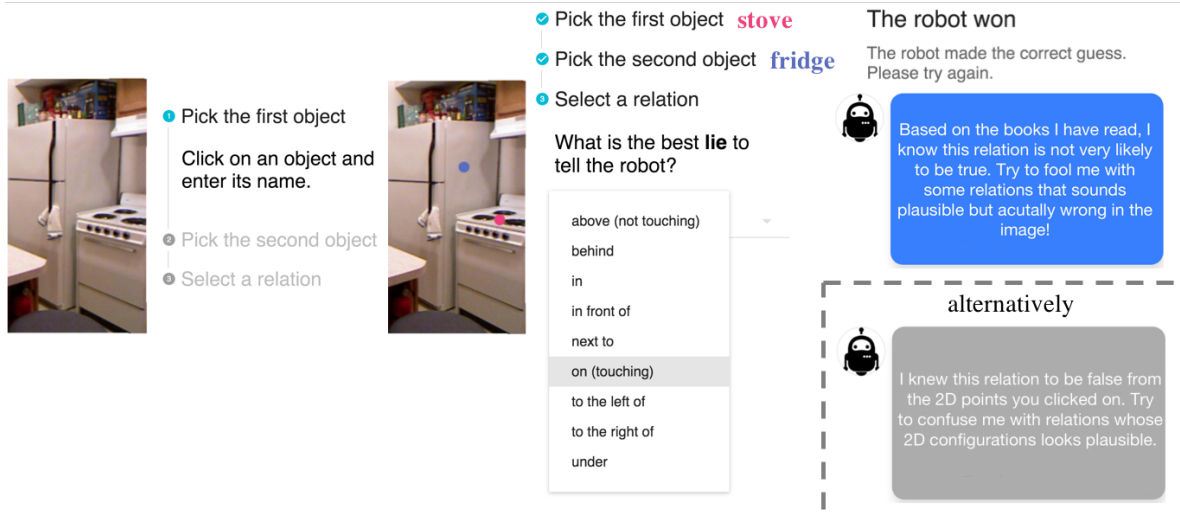 1 Pick the first object
Click on an object and
enter its name.
2 Pick the second object
3 Select a relation
Pick the first object stove
Pick the second object fridge
3 Select a relation
What is the best lie to
tell the robot?
above (not touching)
behind
in
in front of
next to
on (touching)
to the left of
to the right of
under
The robot won
The robot made the correct guess.
Please try again.
Based on the books I have read, I
know this relation is not very likely
to be true. Try to fool me with
some relations that sounds
plausible but acutally wrong in the
image!
alternatively
I knew this relation to be false from
the 2D points you clicked on. Try
to confuse me with relations whose
2D configurations looks plausible.